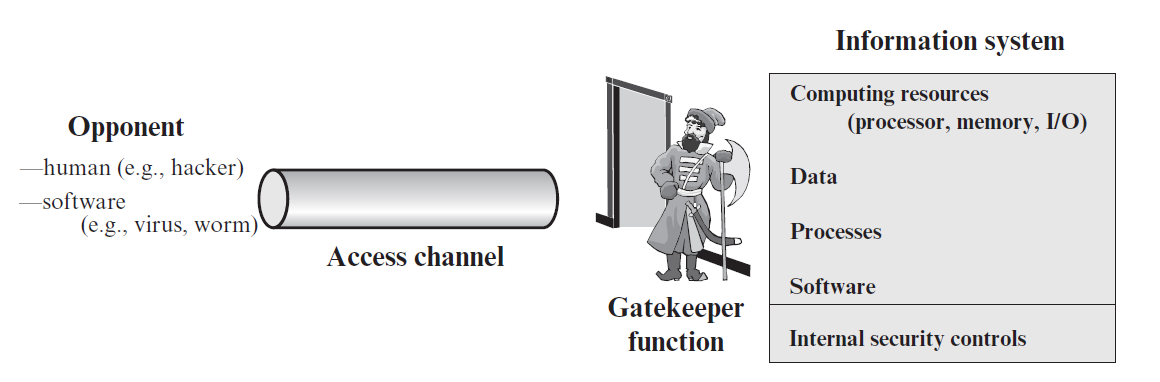 Opponent
—human (e.g., hacker)
—software
(e.g., virus, worm)
Access channel
Gatekeeper
function
Information system
Computing resources
(processor, memory, I/O)
Data
Processes
Software
Internal security controls